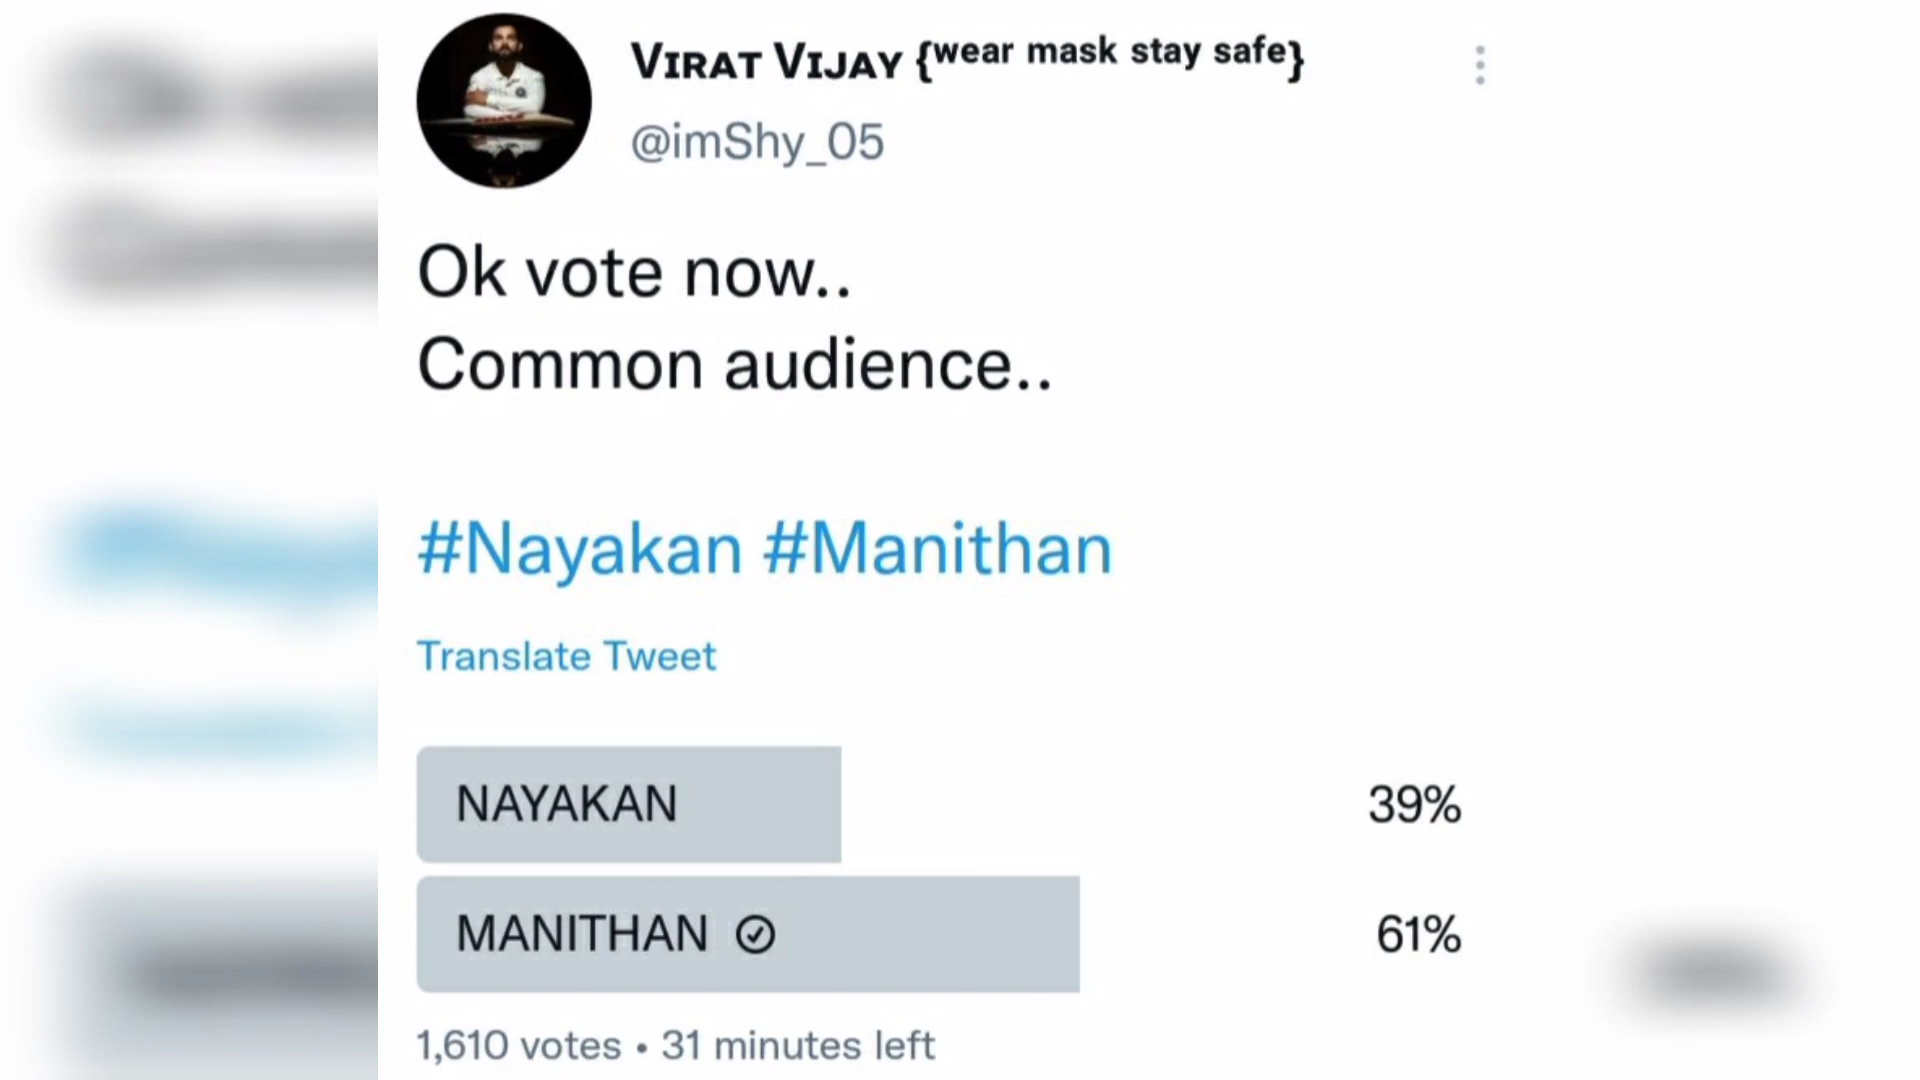 Virat Vijay {wear mask stay safe}
@imShy_05
Ok vote now..
Common audience..
#Nayakan #Manithan
Translate Tweet
NAYAKAN 39%
MANITHAN 61%
1,610 votes • 31 minutes left